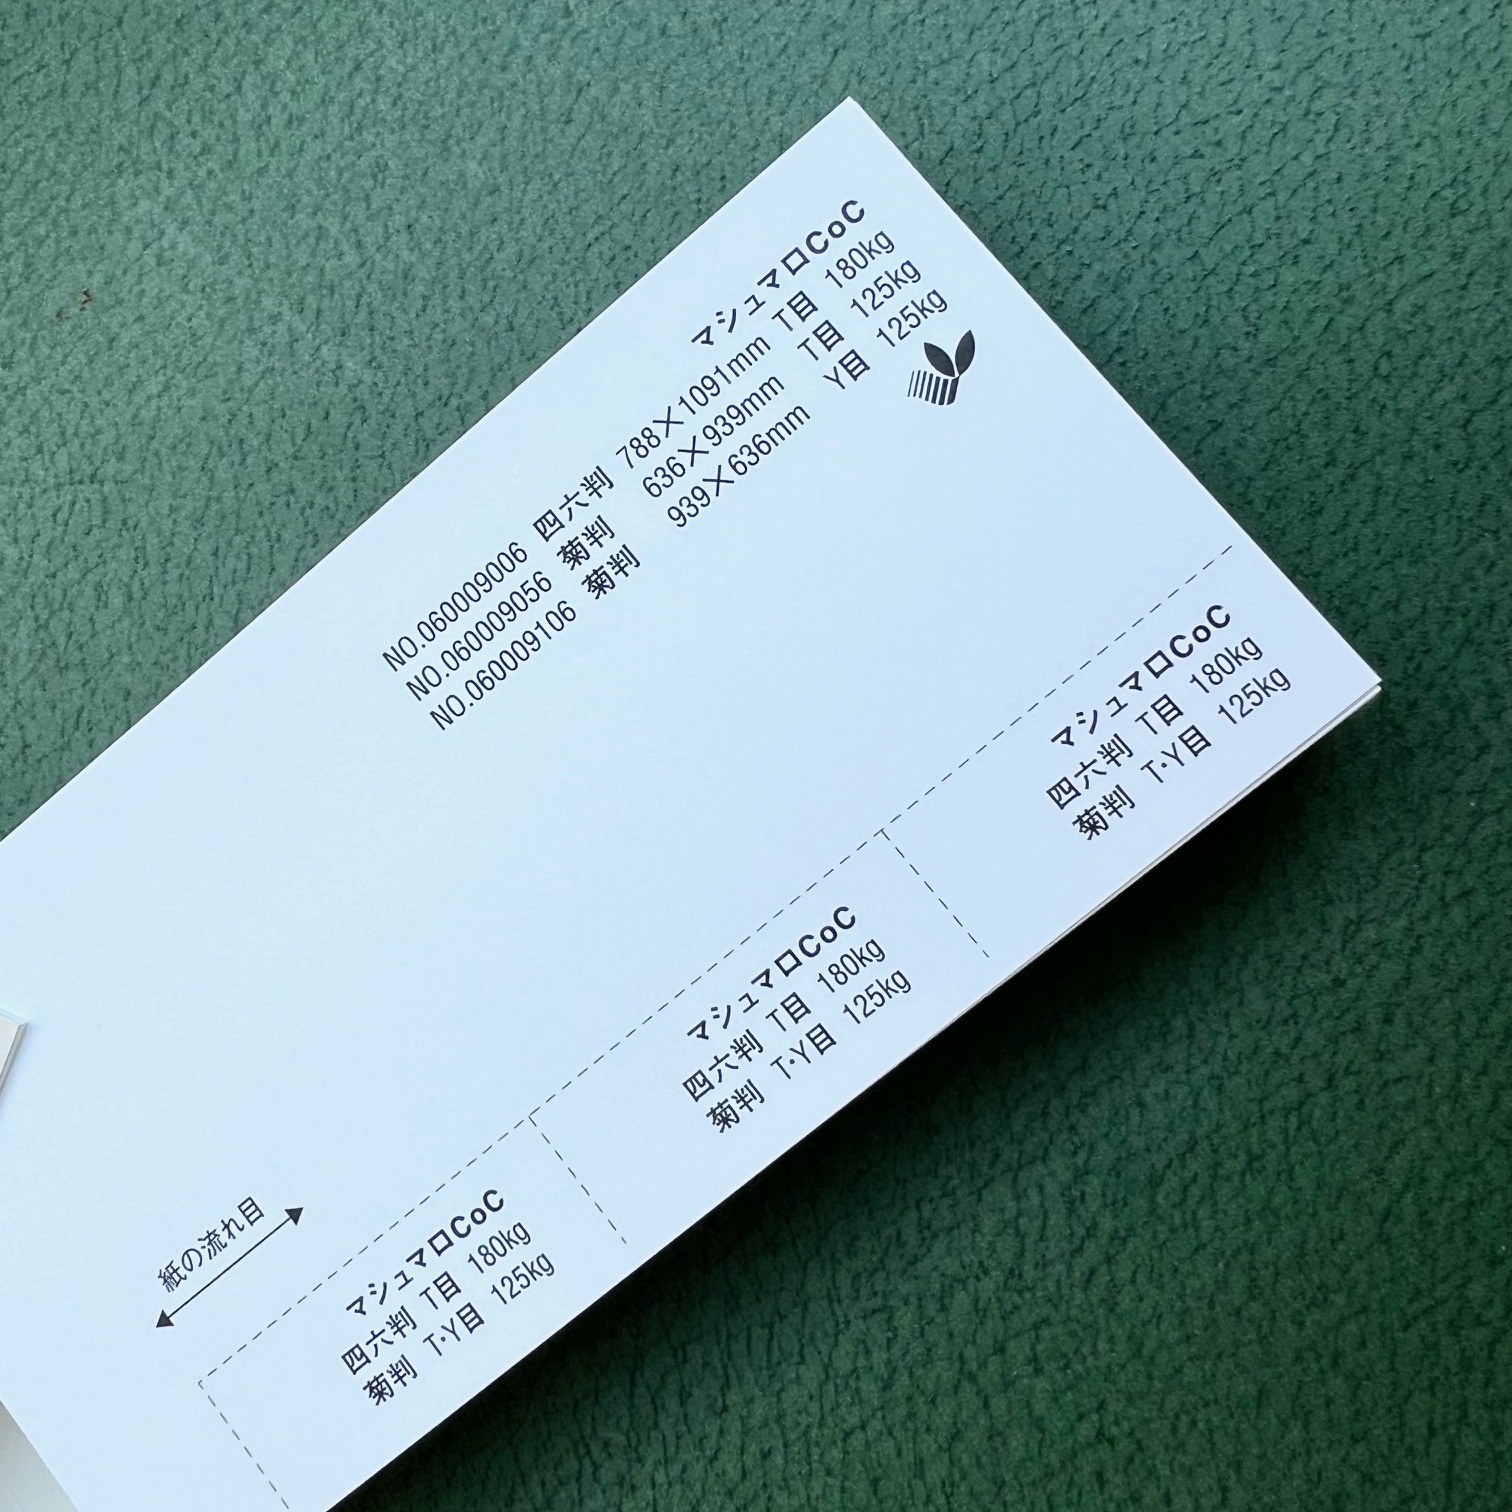 マシュマロCoC
NO.060009006 四六判 788×1091mm T目 180kg
NO.060009056 菊判 636×939mm T目 125kg
NO.060009106 菊判 939×636mm Y目 125kg
マシュマロCoC
四六判 T目 180kg
菊判 T·Y目 125kg
マシュマロCoC
四六判 T目 180kg
菊判 T·Y目 125kg
マシュマロCoC
四六判 T目 180kg
菊判 T·Y目 125kg
紙の流れ目